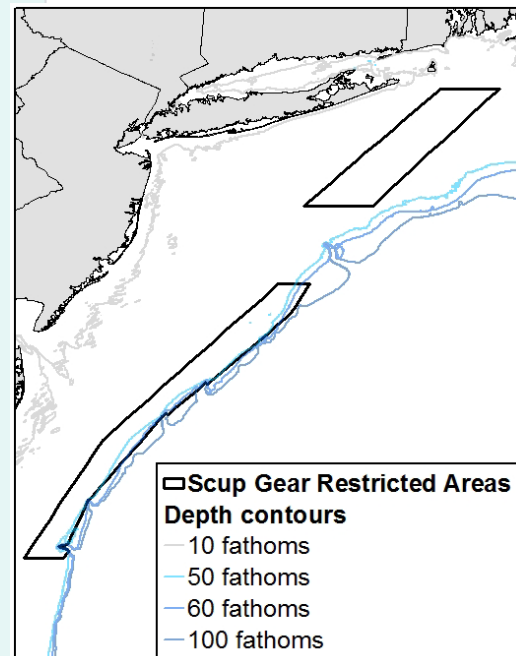 Scup Gear Restricted Areas
Depth contours
10 fathoms
50 fathoms
60 fathoms
100 fathoms